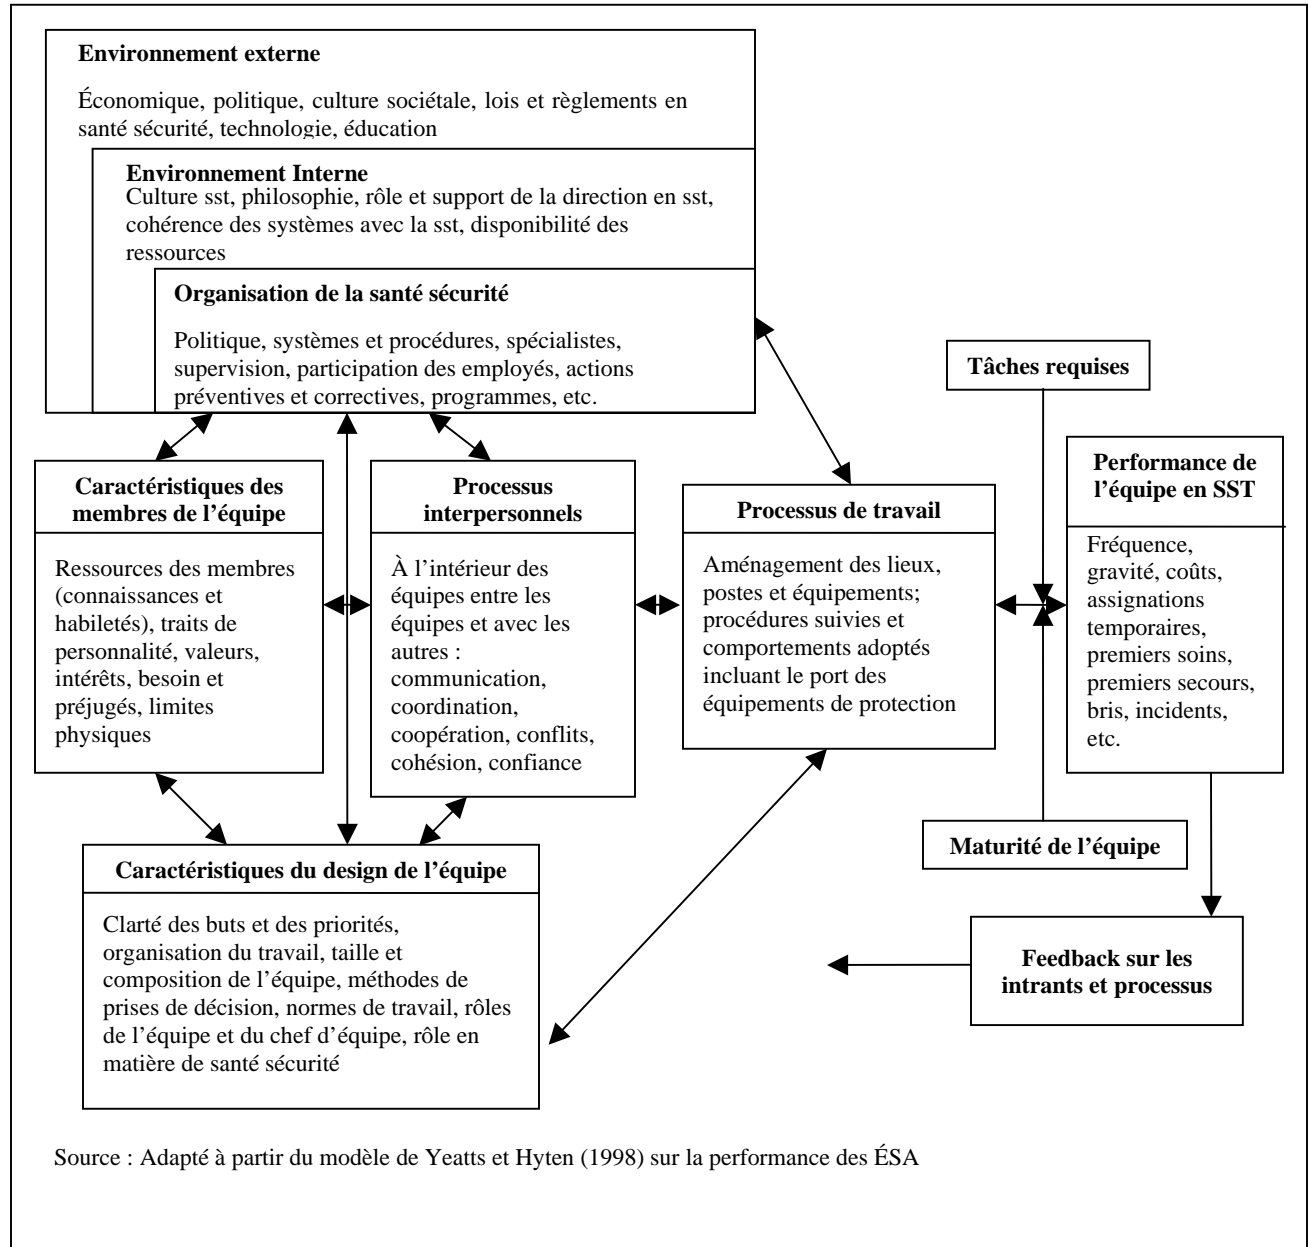 Environnement externe
Économique, politique, culture sociétale, lois et règlements en
santé sécurité, technologie, éducation
Environnement Interne
Culture sst, philosophie, rôle et support de la direction en sst,
cohérence des systèmes avec la sst, disponibilité des
ressources
Organisation de la santé sécurité
Politique, systèmes et procédures, spécialistes,
supervision, participation des employés, actions
préventives et correctives, programmes, etc.
Tâches requises
Caractéristiques des
membres de l’équipe
Ressources des membres
(connaissances et
habiletés), traits de
personnalité, valeurs,
intérêts, besoin et
préjugés, limites
physiques
Processus
interpersonnels
À l’intérieur des
équipes entre les
équipes et avec les
autres :
communication,
coordination,
coopération, conflits,
cohésion, confiance
Processus de travail
Aménagement des lieux,
postes et équipements;
procédures suivies et
comportements adoptés
incluant le port des
équipements de protection
Performance de
l’équipe en SST
Fréquence,
gravité, coûts,
assignations
temporaires,
premiers soins,
premiers secours,
bris, incidents,
etc.
Maturité de l’équipe
Caractéristiques du design de l’équipe
Clarté des buts et des priorités,
organisation du travail, taille et
composition de l’équipe, méthodes de
prises de décision, normes de travail, rôles
de l’équipe et du chef d’équipe, rôle en
matière de santé sécurité
Feedback sur les
intrants et processus
Source : Adapté à partir du modèle de Yeatts et Hyten (1998) sur la performance des ÉSA